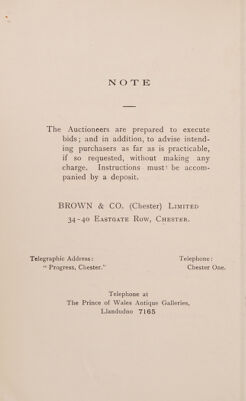 NOTE
The Auctioneers are prepared to execute
bids; and in addition, to advise intend-
ing purchasers as far as is practicable,
if so requested, without making any
charge. Instructions must be accom-
panied by a deposit.
BROWN & CO. (Chester) Limited
34-40 Eastgate Row, Chester.
Telegraphic Address: Telephone:
"Progress, Chester." Chester One.
Telephone at
The Prince of Wales Antique Galleries,
Llandudno 7165